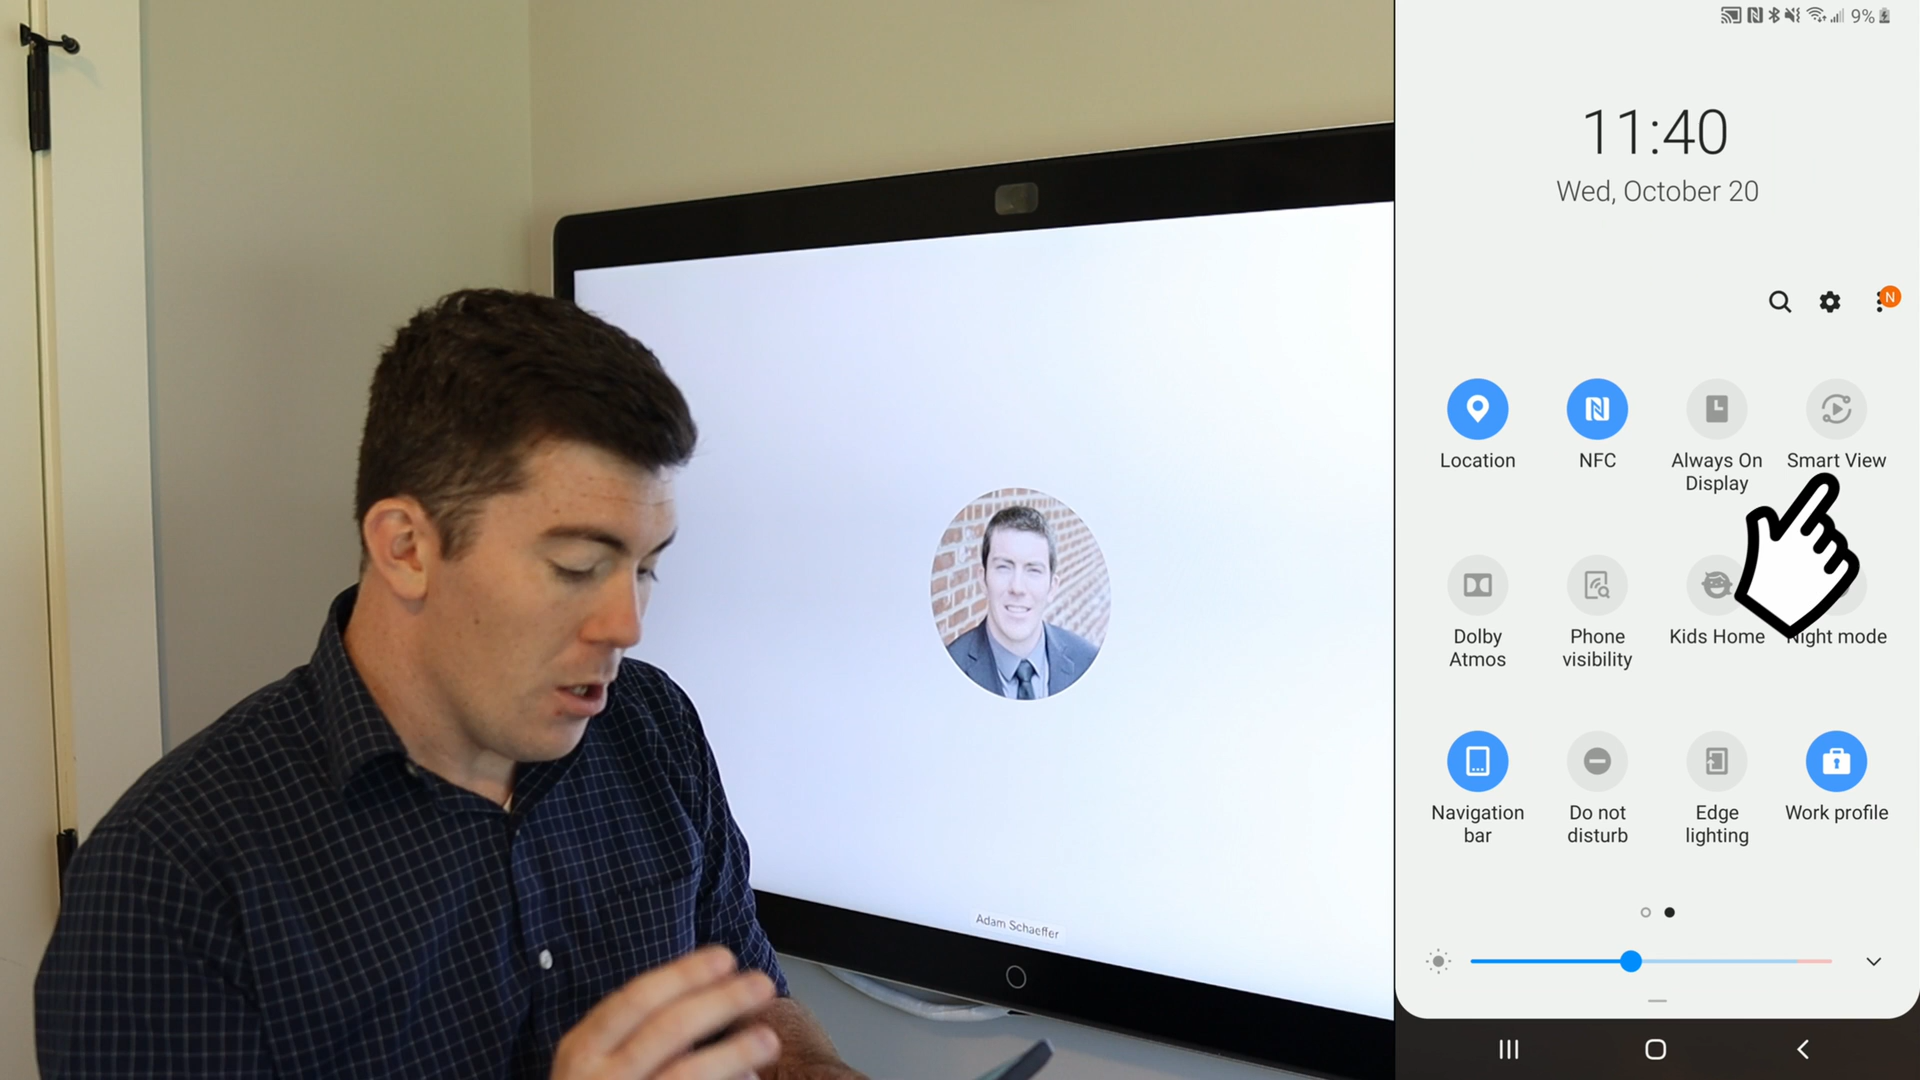 9%
11:40
Wed, October 20
N
Location
NFC
Always On
Display
Smart View
Dolby
Atmos
Phone
visibility
Kids Home
Night mode
Navigation
bar
Do not
disturb
Edge
lighting
Work profile
Adam Schaeffer